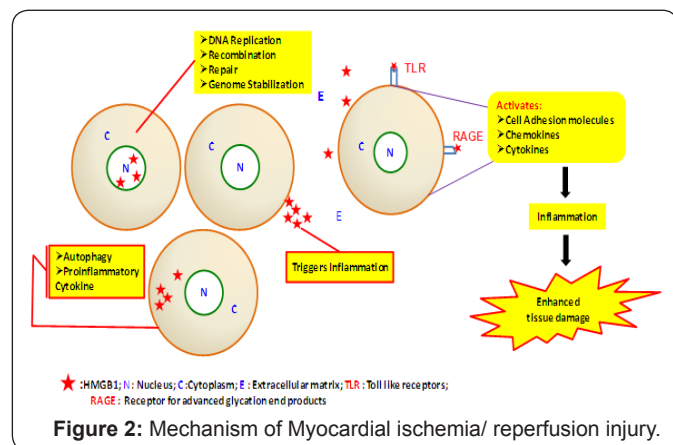 ➢DNA Replication
➢Recombination
➢Repair
➢Genome Stabilization
C
N
C
N
E
TLR
C
N
RAGE
E
Activates:
➢Cell Adhesion molecules
➢Chemokines
➢Cytokines
Inflammation
Enhanced
tissue damage
➢Autophagy
➢Proinflammatory
Cytokine
N
C
Triggers Inflammation
:HMGB1; N: Nucleus; C:Cytoplasm; E : Extracellular matrix; TLR : Toll like receptors;
RAGE : Receptor for advanced glycation end products
Figure 2: Mechanism of Myocardial ischemia/ reperfusion injury.